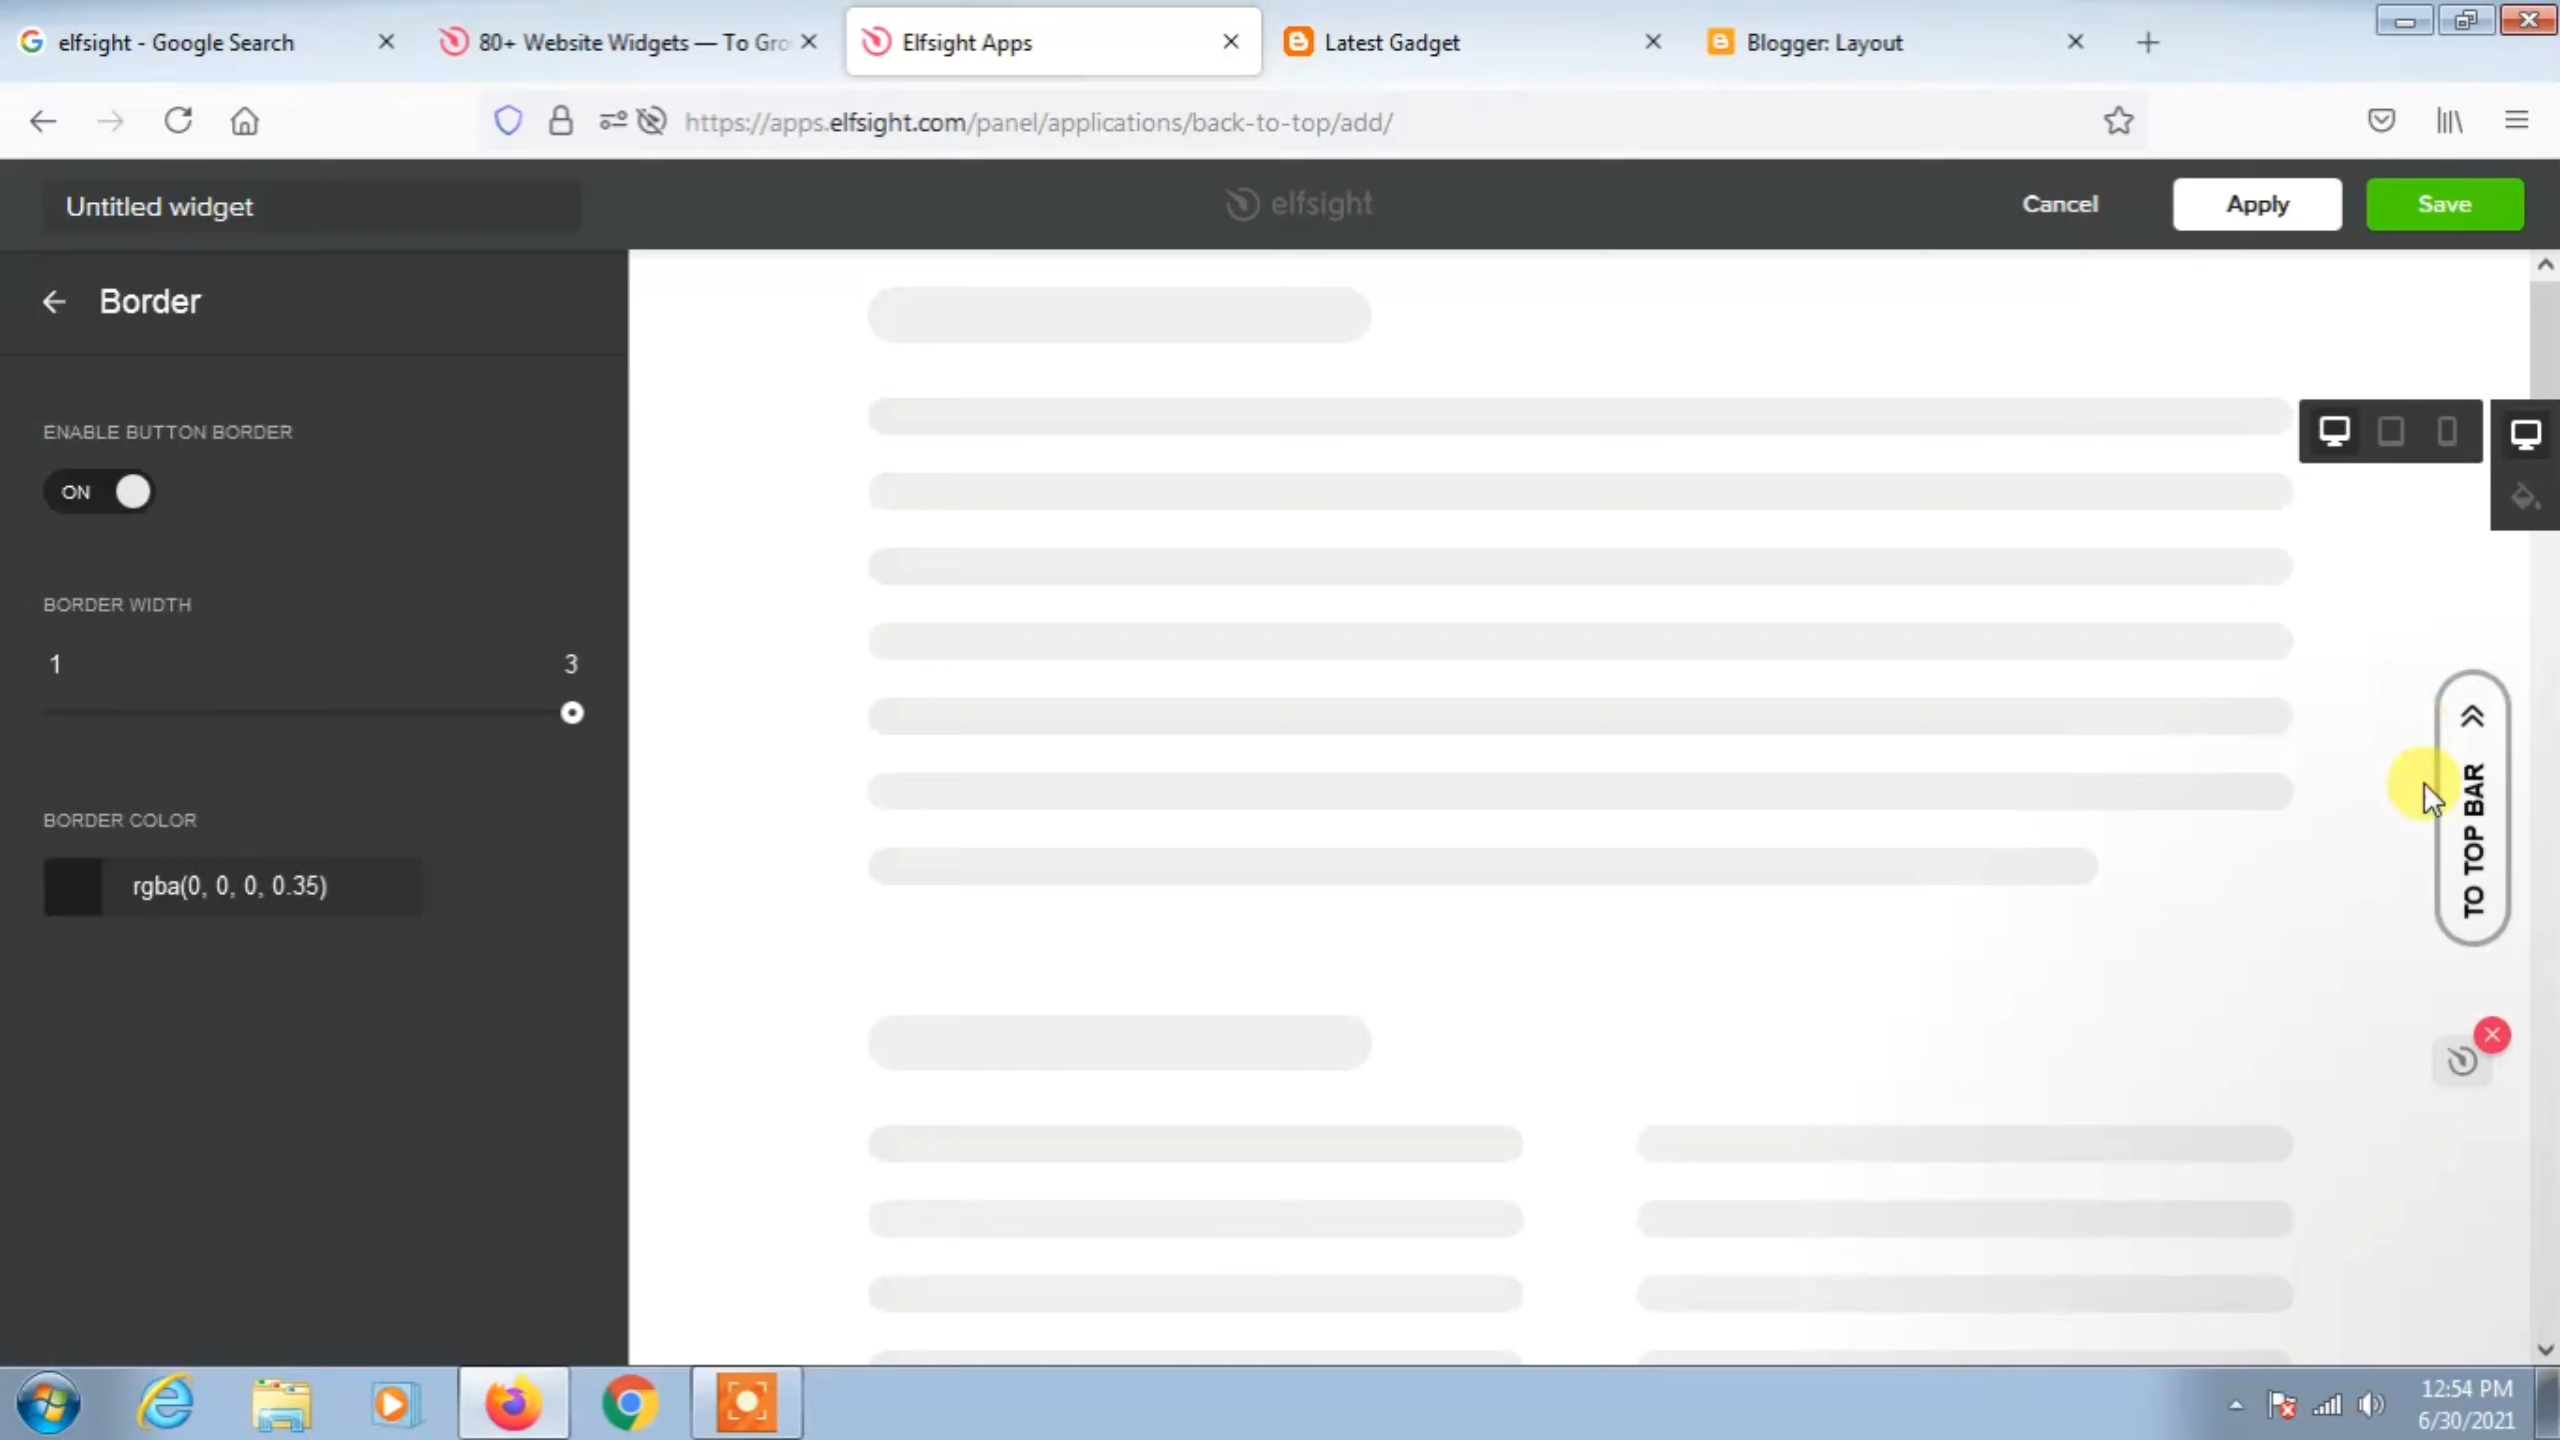 elfsight - Google Search
80+ Website Widgets — To Gro
Elfsight Apps
Latest Gadget
Blogger: Layout
https://apps.elfsight.com/panel/applications/back-to-top/add/
Untitled widget
elfsight
Cancel
Apply
Save
Border
ENABLE BUTTON BORDER
ON
BORDER WIDTH
1
3
BORDER COLOR
rgba(0, 0, 0, 0.35)
TO TOP BAR
12:54 PM
6/30/2021